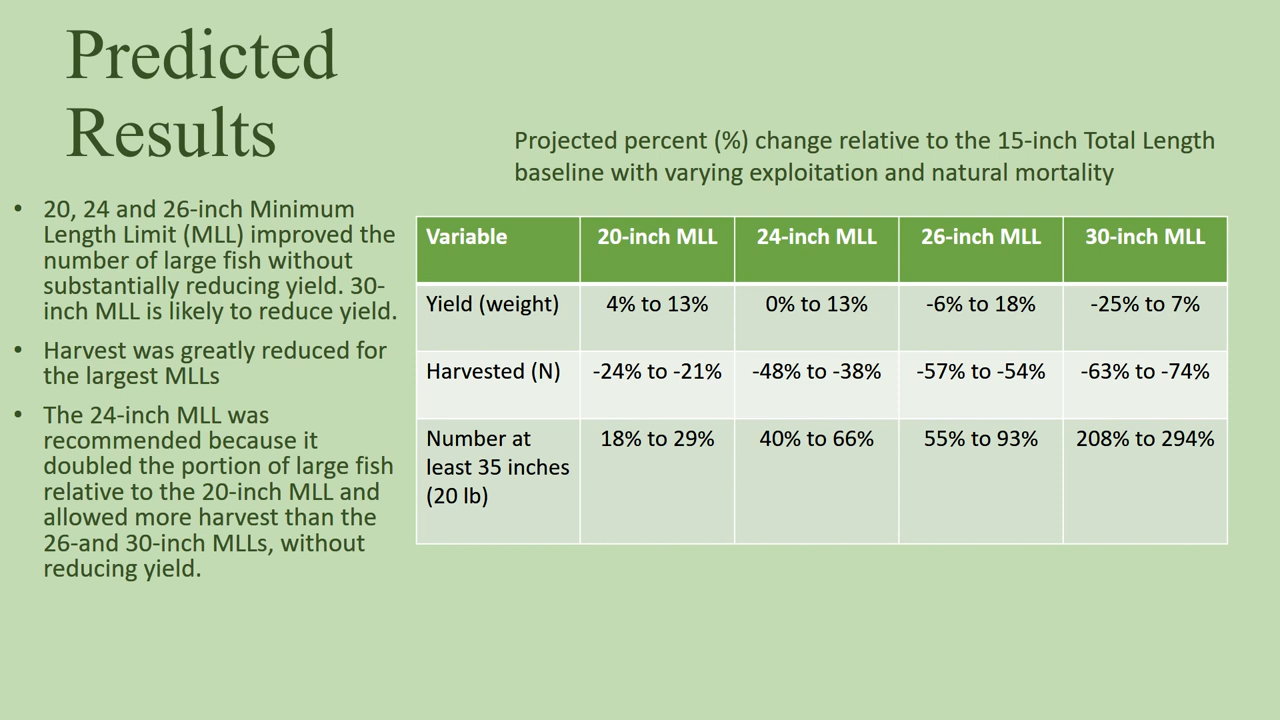 Predicted
Results
• 20, 24 and 26-inch Minimum
Length Limit (MLL) improved the
number of large fish without
substantially reducing yield. 30-
inch MLL is likely to reduce yield.
• Harvest was greatly reduced for
the largest MLLs
• The 24-inch MLL was
recommended because it
doubled the portion of large fish
relative to the 20-inch MLL and
allowed more harvest than the
26-and 30-inch MLLs, without
reducing yield.
Projected percent (%) change relative to the 15-inch Total Length
baseline with varying exploitation and natural mortality
Variable 20-inch MLL 24-inch MLL 26-inch MLL 30-inch MLL
Yield (weight) 4% to 13% 0% to 13% -6% to 18% -25% to 7%
Harvested (N) -24% to -21% -48% to -38% -57% to -54% -63% to -74%
Number at 18% to 29% 40% to 66% 55% to 93% 208% to 294%
least 35 inches
(20 lb)